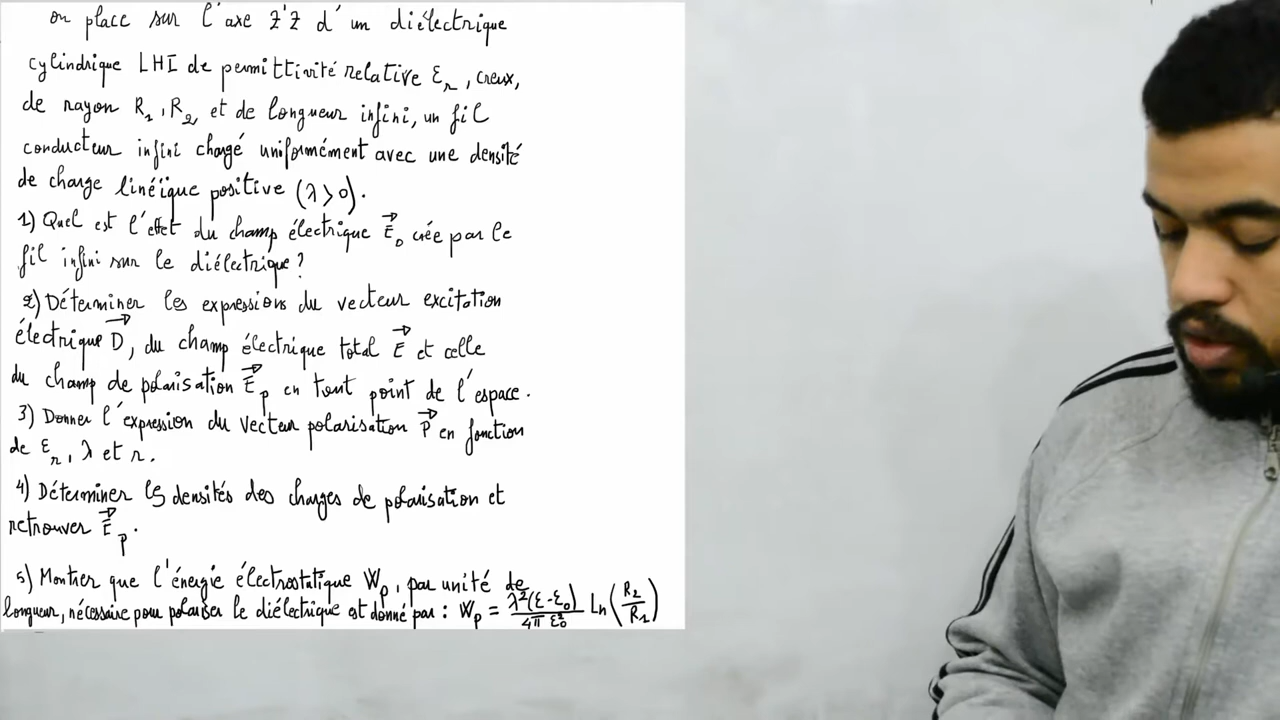 on place sur l'axe Z'Z d'un diélectrique
cylindrique LHI de permittivité relative εr, creux,
de rayon R1, R2, et de longueur infini, un fil
conducteur infini chargé uniformément avec une densité
de charge linéïque positive (λ>0).
1) Quel est l'effet du champ électrique E⃗0 crée par le
fil infini sur le diélectrique?
2) Déterminer les expressions du vecteur excitation
électrique D⃗, du champ électrique total E⃗ et celle
du champ de polarisation E⃗p en tout point de l'espace.
3) Donner l'expression du vecteur polarisation P⃗ en fonction
de εr, λ et r.
4) Déterminer les densités des charges de polarisation et
retrouver E⃗p.
5) Montrer que l'énergie électrostatique Wp, par unité de
longueur, nécessaire pour polariser le diélectrique est donné par : Wp = λ²(ε-ε0)/4π ε0² Ln(R2/R1)